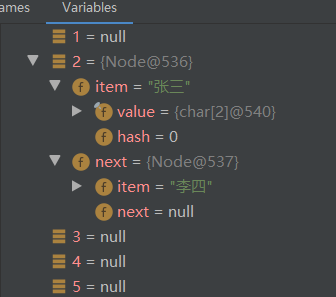 ames Variables
1 = null
2 = {Node@536}
f item = "张三"
f value = {char[2]@540}
f hash = 0
f next = {Node@537}
f item = "李四"
f next = null
3 = null
4 = null
5 = null